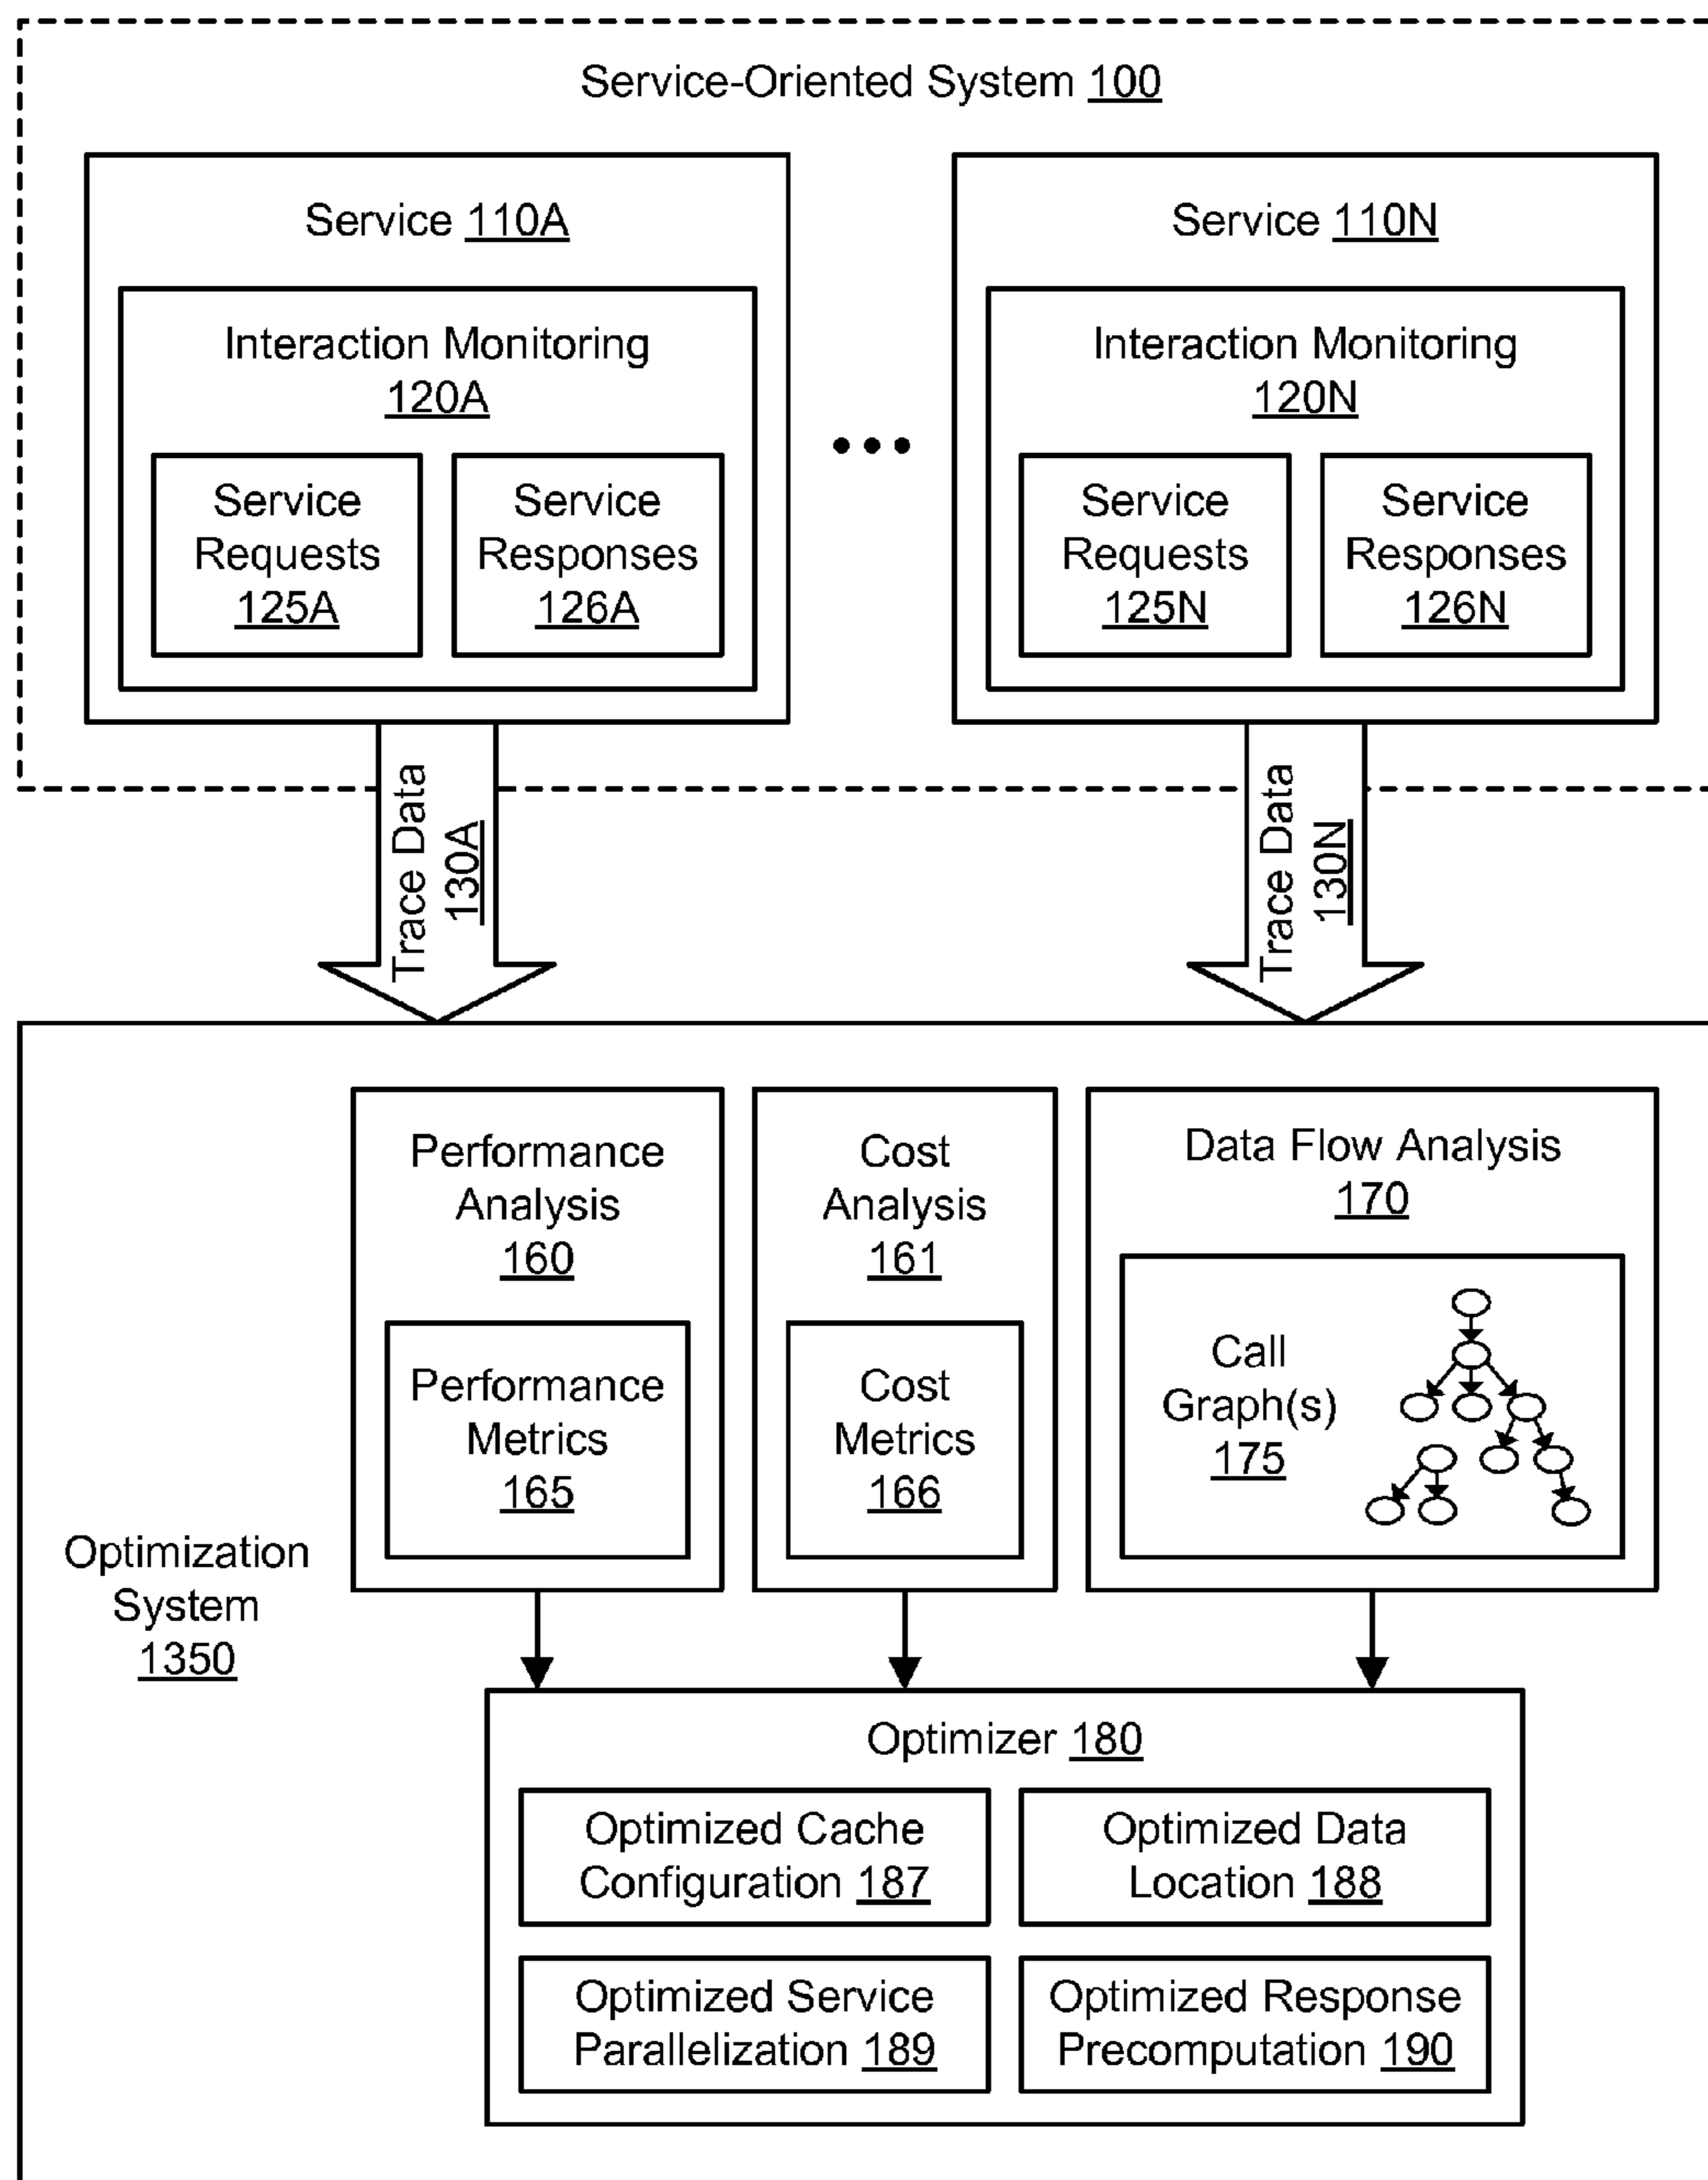 Service-Oriented System 100
Service 110A
Interaction Monitoring
120A
Service
Requests
125A
Service
Responses
126A
•••
Service 110N
Interaction Monitoring
120N
Service
Requests
125N
Service
Responses
126N
Trace Data
130A
Trace Data
130N
Optimization
System
1350
Performance
Analysis
160
Performance
Metrics
165
Cost
Analysis
161
Cost
Metrics
166
Data Flow Analysis
170
Call
Graph(s)
175
Optimizer 180
Optimized Cache
Configuration 187
Optimized Data
Location 188
Optimized Service
Parallelization 189
Optimized Response
Precomputation 190